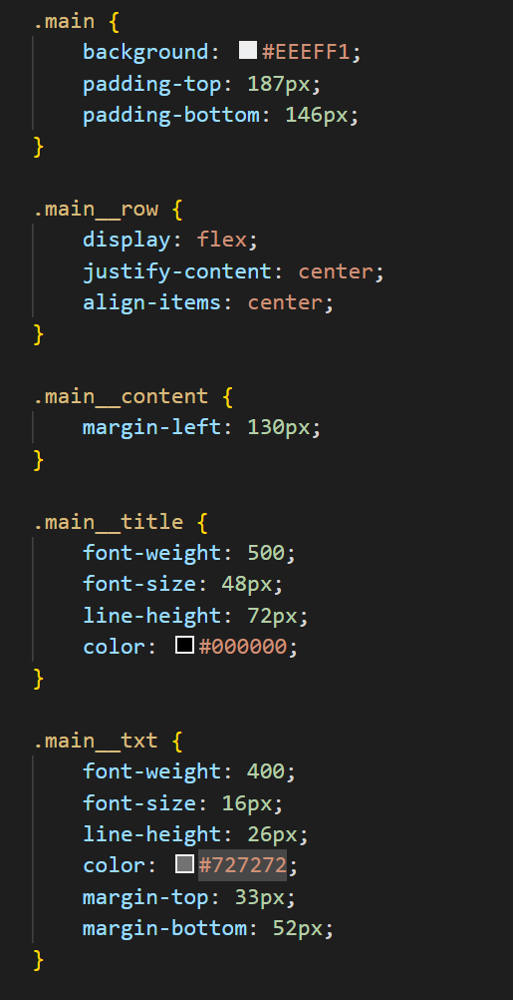 .main {
    background: #EEEFF1;
    padding-top: 187px;
    padding-bottom: 146px;
}

.main__row {
    display: flex;
    justify-content: center;
    align-items: center;
}

.main__content {
    margin-left: 130px;
}

.main__title {
    font-weight: 500;
    font-size: 48px;
    line-height: 72px;
    color: #000000;
}

.main__txt {
    font-weight: 400;
    font-size: 16px;
    line-height: 26px;
    color: #727272;
    margin-top: 33px;
    margin-bottom: 52px;
}